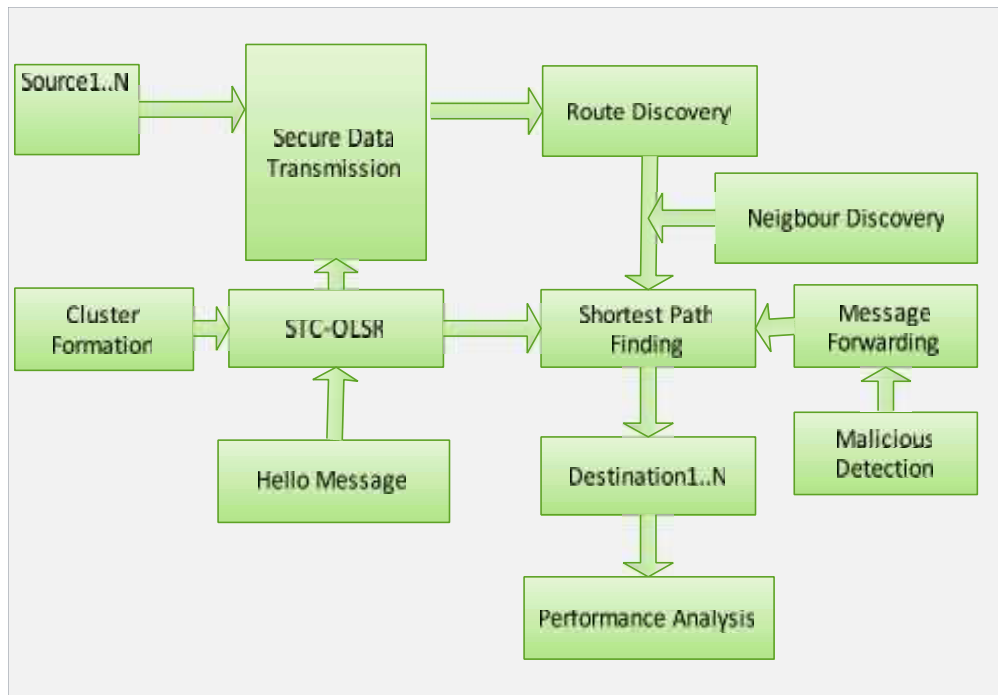 Source1..N
Secure Data
Transmission
Route Discovery
Neigbour Discovery
Cluster
Formation
STC-OLSR
Shortest Path
Finding
Message
Forwarding
Hello Message
Destination1..N
Malicious
Detection
Performance Analysis